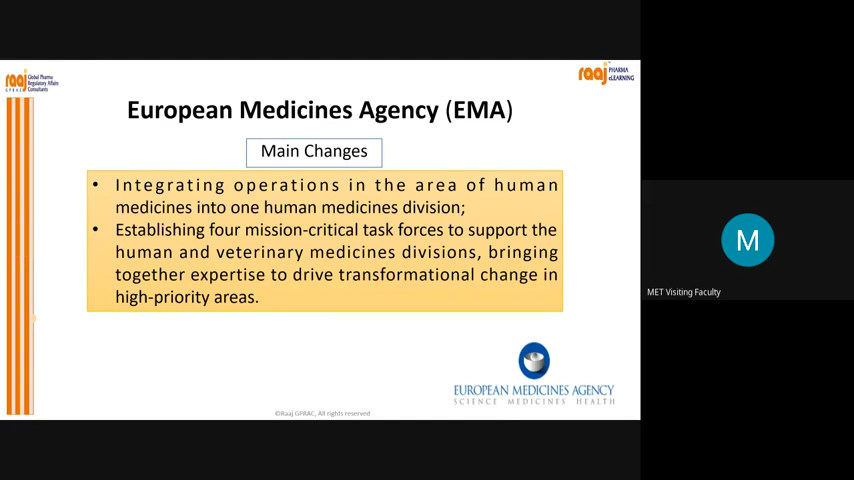 raaj Global Pharma
Regulatory Affairs
GPRAC Consultants
raaj PHARMA
eLEARNING
European Medicines Agency (EMA)
Main Changes
• Integrating operations in the area of human
medicines into one human medicines division;
• Establishing four mission-critical task forces to support the
human and veterinary medicines divisions, bringing
together expertise to drive transformational change in
high-priority areas.
M
MET Visiting Faculty
EUROPEAN MEDICINES AGENCY
SCIENCE MEDICINES HEALTH
©Raaj GPRAC, All rights reserved